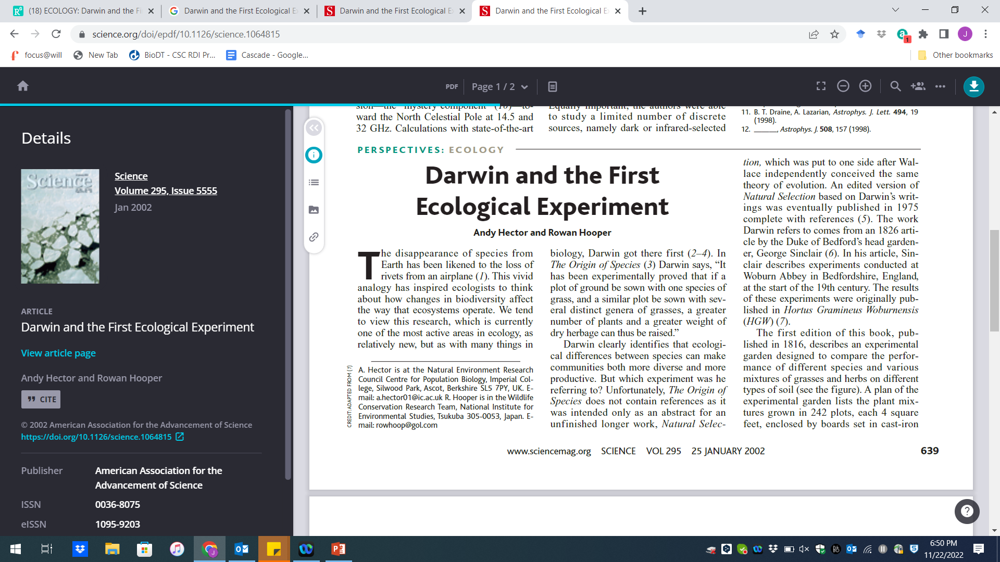 (18) ECOLOGY: Darwin and the Fi
Darwin and the First Ecological E
Darwin and the First Ecological E
Darwin and the First Ecological E
science.org/doi/epdf/10.1126/science.1064815
J
1
focus@will
New Tab
BioDT - CSC RDI Pr...
Cascade - Google...
Other bookmarks
PDF
Page 1 / 2
Details
Science
Science
Volume 295, Issue 5555
Jan 2002
ARTICLE
Darwin and the First Ecological Experiment
View article page
Andy Hector and Rowan Hooper
CITE
© 2002 American Association for the Advancement of Science
https://doi.org/10.1126/science.1064815
Publisher
American Association for the
Advancement of Science
ISSN
0036-8075
eISSN
1095-9203
sion—the "mystery component" (10)—to-
ward the North Celestial Pole at 14.5 and
32 GHz. Calculations with state-of-the-art
Equally important, the authors were able
to study a limited number of discrete
sources, namely dark or infrared-selected
11. B. T. Draine, A. Lazarian, Astrophys. J. Lett. 494, 19
(1998).
12. ______, Astrophys. J. 508, 157 (1998).
PERSPECTIVES: ECOLOGY
Darwin and the First
Ecological Experiment
Andy Hector and Rowan Hooper
The disappearance of species from
Earth has been likened to the loss of
rivets from an airplane (1). This vivid
analogy has inspired ecologists to think
about how changes in biodiversity affect
the way that ecosystems operate. We tend
to view this research, which is currently
one of the most active areas in ecology, as
relatively new, but as with many things in
CREDIT: ADAPTED FROM (1)
A. Hector is at the Natural Environment Research
Council Centre for Population Biology, Imperial Col-
lege, Silwood Park, Ascot, Berkshire SL5 7PY, UK. E-
mail: a.hector01@ic.ac.uk R. Hooper is in the Wildlife
Conservation Research Team, National Institute for
Environmental Studies, Tsukuba 305-0053, Japan. E-
mail: rowhoop@gol.com
biology, Darwin got there first (2–4). In
The Origin of Species (3) Darwin says, “It
has been experimentally proved that if a
plot of ground be sown with one species of
grass, and a similar plot be sown with sev-
eral distinct genera of grasses, a greater
number of plants and a greater weight of
dry herbage can thus be raised.”
Darwin clearly identifies that ecologi-
cal differences between species can make
communities both more diverse and more
productive. But which experiment was he
referring to? Unfortunately, The Origin of
Species does not contain references as it
was intended only as an abstract for an
unfinished longer work, Natural Selec-
tion, which was put to one side after Wal-
lace independently conceived the same
theory of evolution. An edited version of
Natural Selection based on Darwin’s writ-
ings was eventually published in 1975
complete with references (5). The work
Darwin refers to comes from an 1826 arti-
cle by the Duke of Bedford’s head garden-
er, George Sinclair (6). In his article, Sin-
clair describes experiments conducted at
Woburn Abbey in Bedfordshire, England,
at the start of the 19th century. The results
of these experiments were originally pub-
lished in Hortus Gramineus Woburnensis
(HGW) (7).
The first edition of this book, pub-
lished in 1816, describes an experimental
garden designed to compare the perfor-
mance of different species and various
mixtures of grasses and herbs on different
types of soil (see the figure). A plan of the
experimental garden lists the plant mix-
tures grown in 242 plots, each 4 square
feet, enclosed by boards set in cast-iron
www.sciencemag.org SCIENCE VOL 295 25 JANUARY 2002
639
6:50 PM
11/22/2022